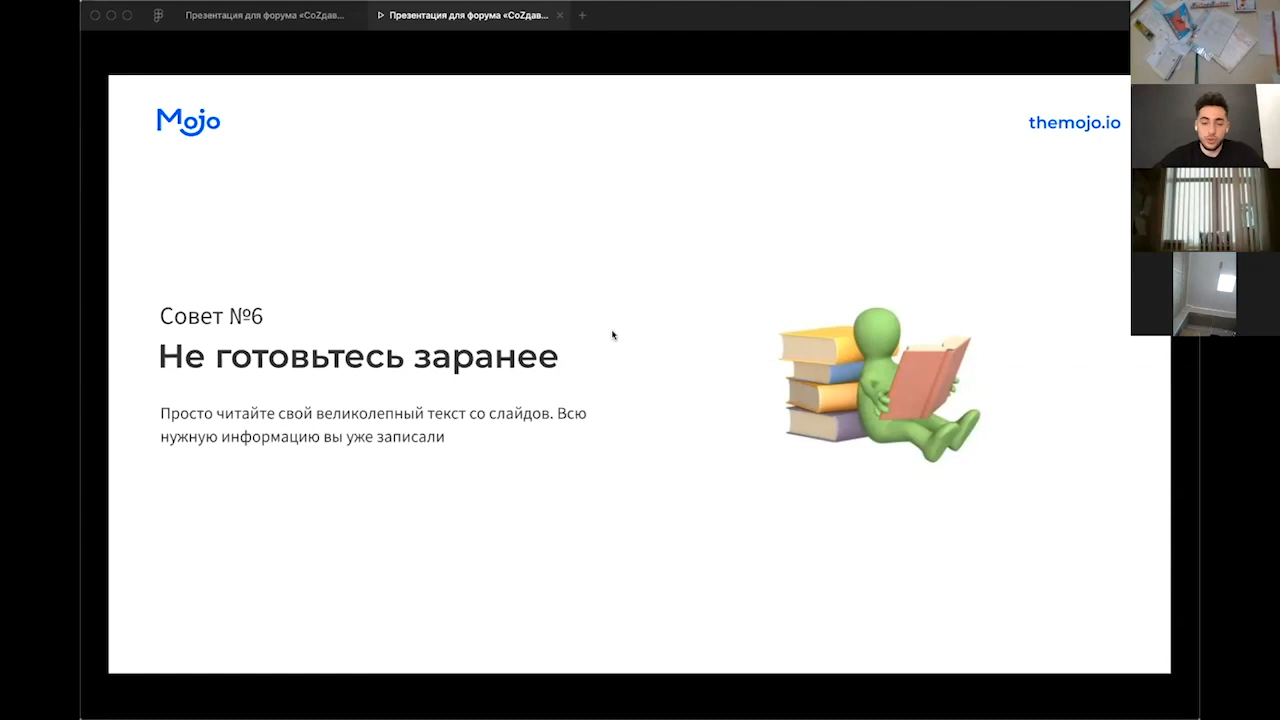 Презентация для форума «CoZдав...
Презентация для форума «CoZдав...
Mojo
themojo.io
Совет №6
Не готовьтесь заранее
Просто читайте свой великолепный текст со слайдов. Всю
нужную информацию вы уже записали